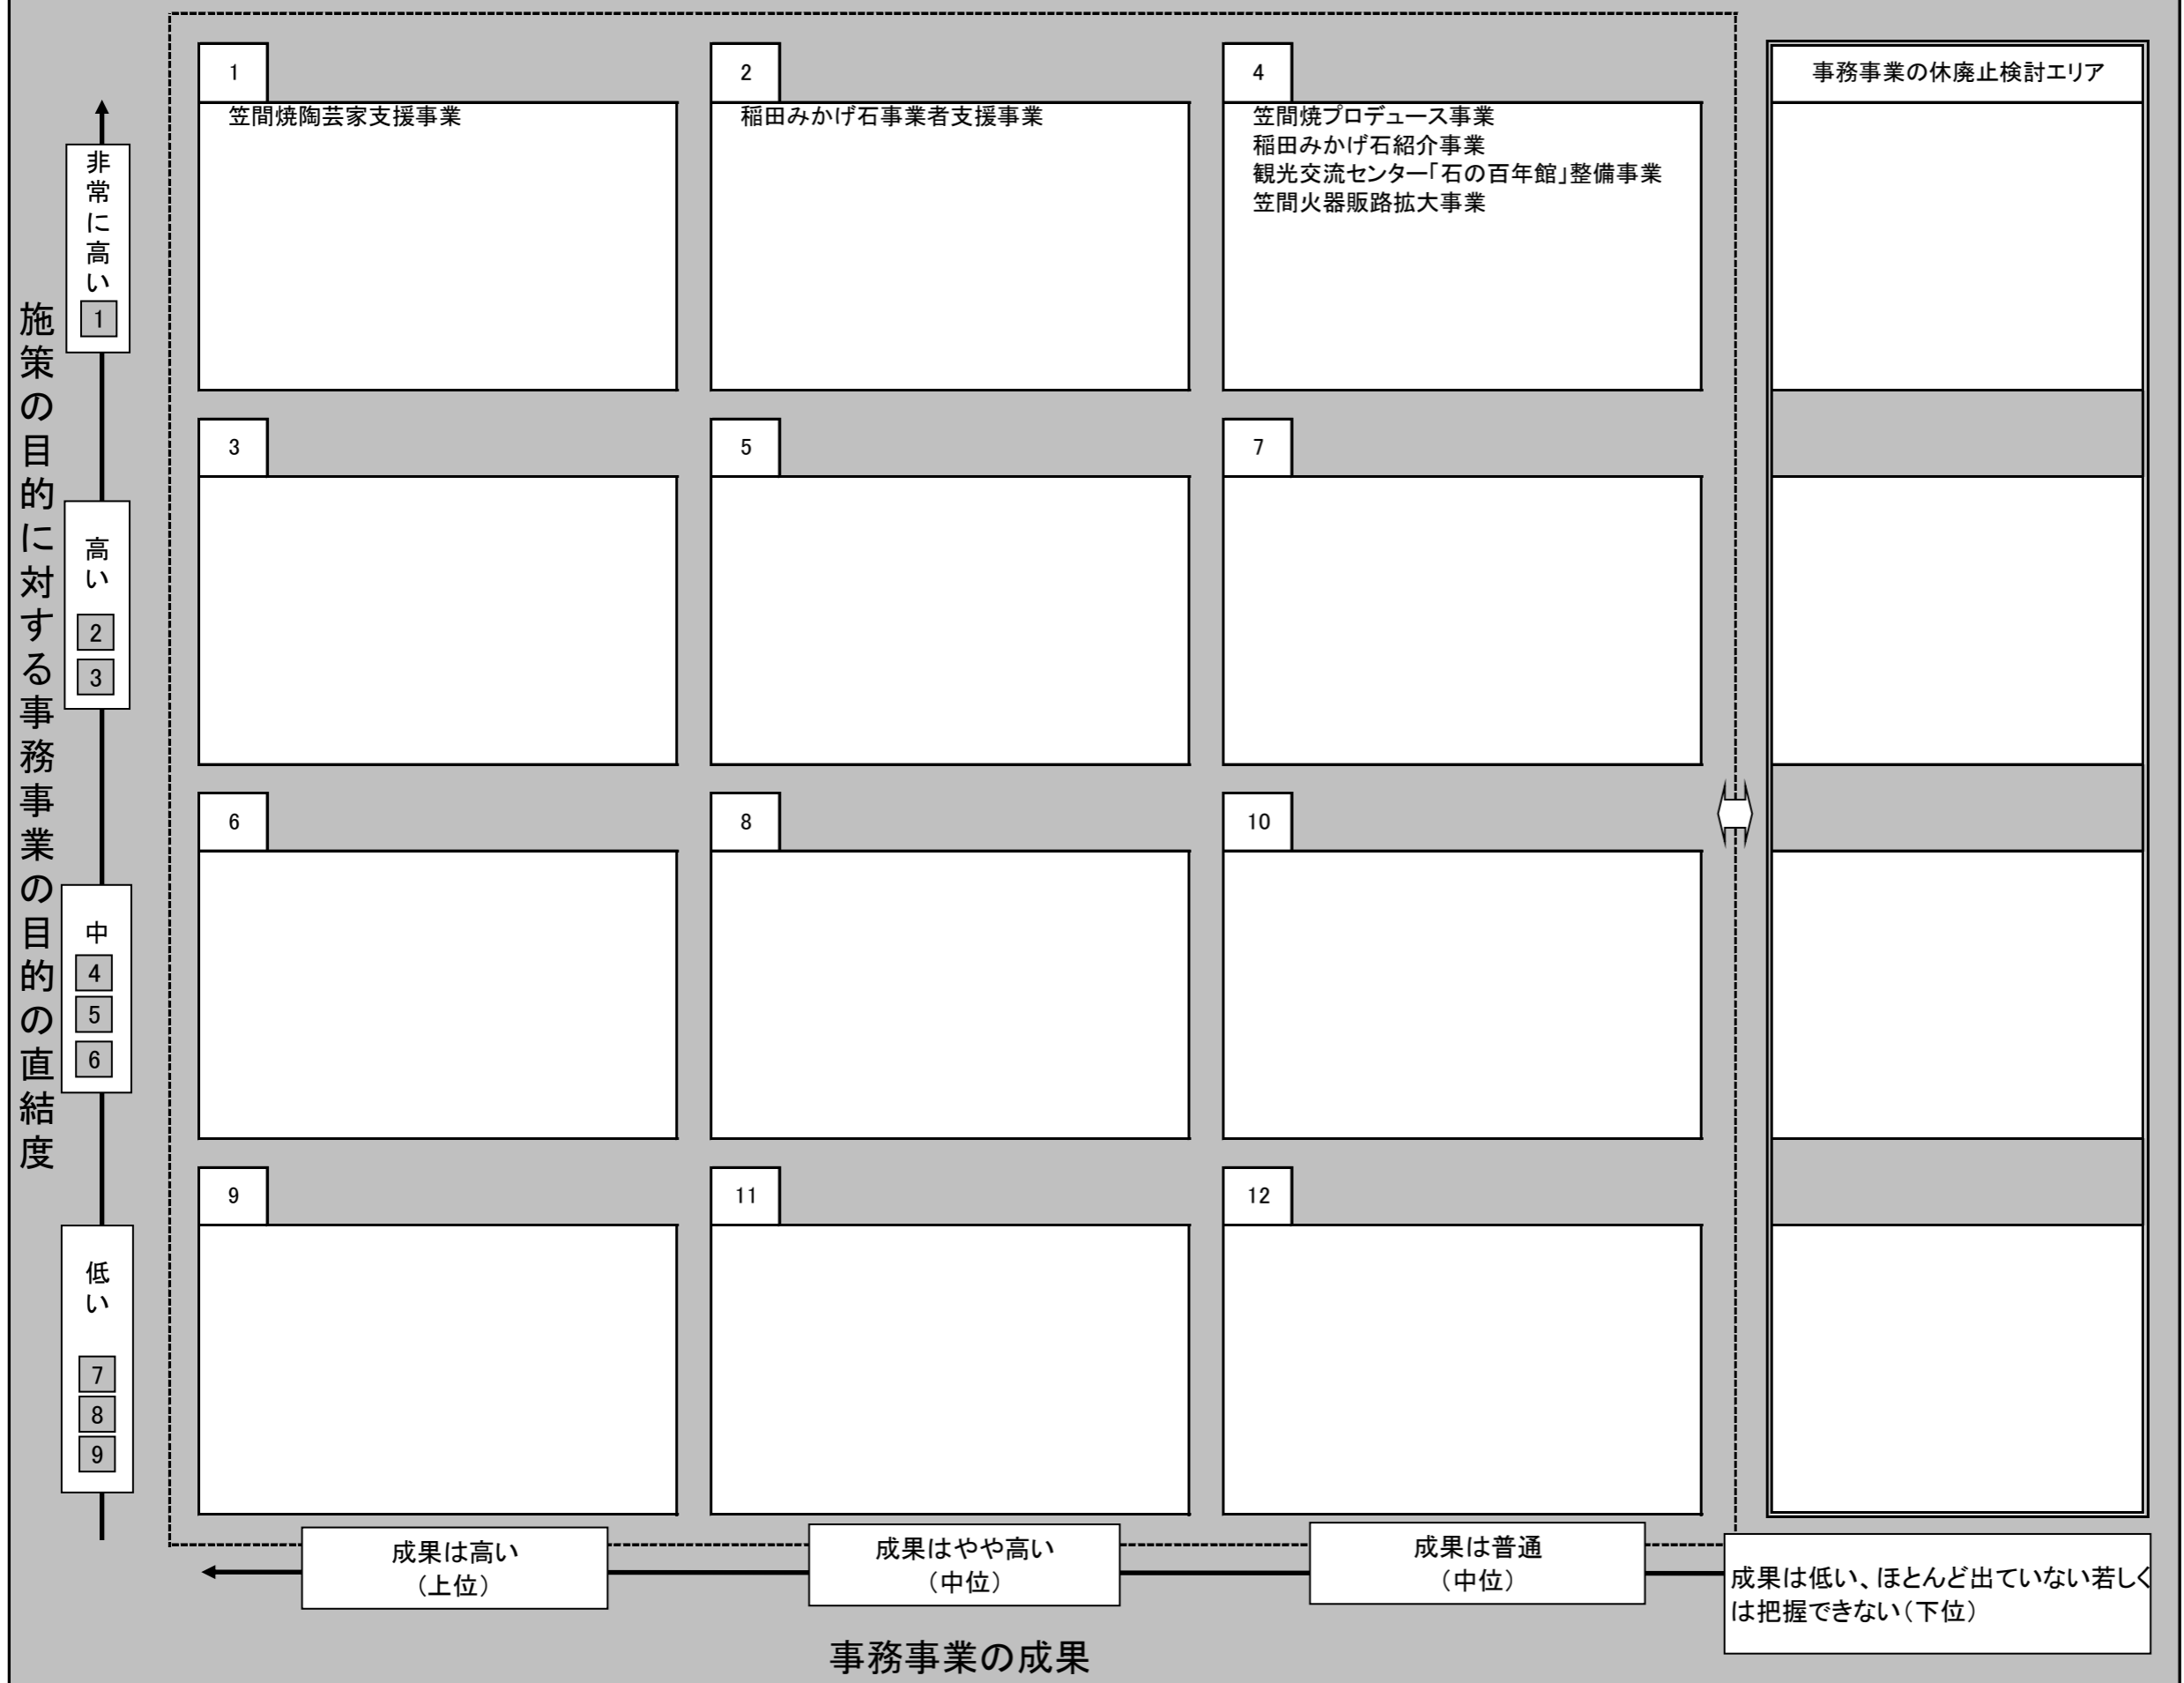 1
2
4
事務事業の休廃止検討エリア
笠間焼陶芸家支援事業
稲田みかげ石事業者支援事業
笠間焼プロデュース事業
稲田みかげ石紹介事業
観光交流センター「石の百年館」整備事業
笠間火器販路拡大事業
施策の目的に対する事務事業の目的の直結度
非常に高い
1
3
5
7
高い
2
3
6
8
10
中
4
5
6
9
11
12
低い
7
8
9
成果は高い
（上位）
成果はやや高い
（中位）
成果は普通
（中位）
成果は低い、ほとんど出ていない若しく
は把握できない（下位）
事務事業の成果